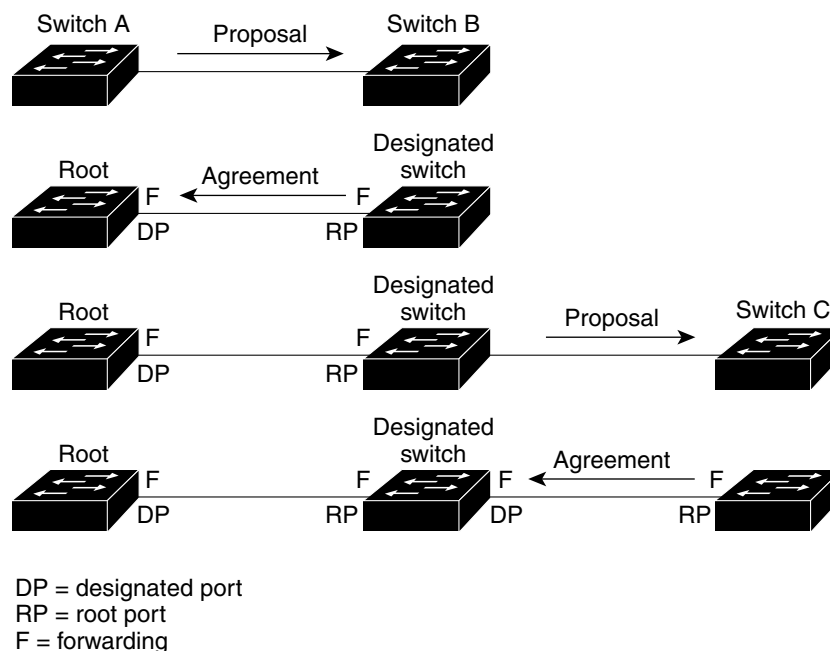 Switch A
Proposal
Switch B
Root
F
Agreement
F
Designated
switch
DP
RP
Root
F
F
Designated
switch
Proposal
Switch C
DP
RP
Root
F
F
Designated
switch
F
Agreement
F
DP
RP
DP
RP
DP = designated port
RP = root port
F = forwarding